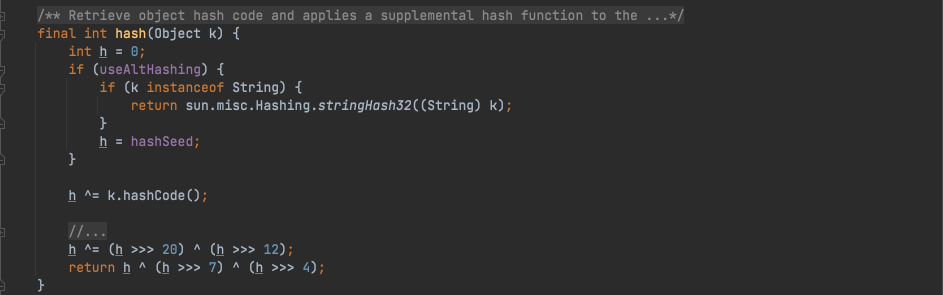 /** Retrieve object hash code and applies a supplemental hash function to the ...*/
final int hash(Object k) {
int h = 0;
if (useAltHashing) {
if (k instanceof String) {
return sun.misc.Hashing.stringHash32((String) k);
}
h = hashSeed;
}
h ^= k.hashCode();
//...
h ^= (h >>> 20) ^ (h >>> 12);
return h ^ (h >>> 7) ^ (h >>> 4);
}